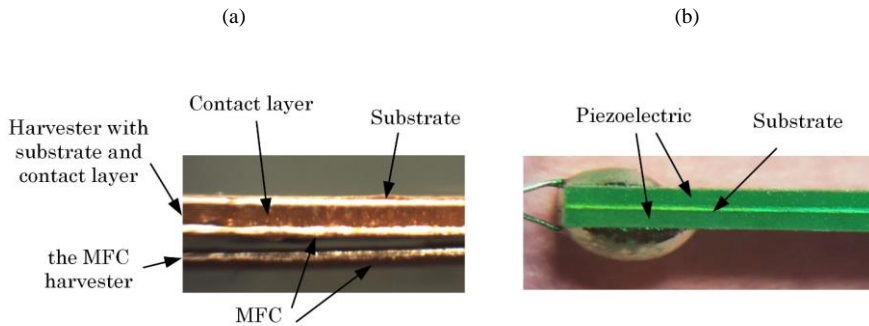 (a)
(b)
Contact layer
Substrate
Harvester with
substrate and
contact layer
the MFC
harvester
MFC
Piezoelectric
Substrate